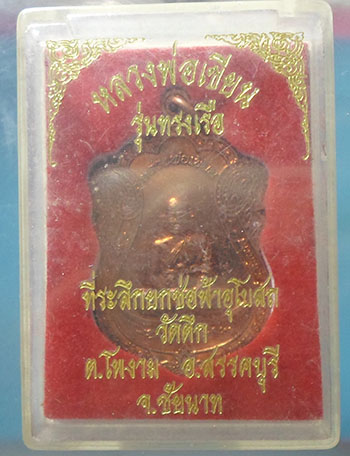 หลวงพ่อเขียน
รุ่นทรงเรือ
ที่ระลึกยกช่อฟ้าอุโบสถ
วัดตึก
ต.โพงาม อ.สรรคบุรี
จ.ชัยนาท